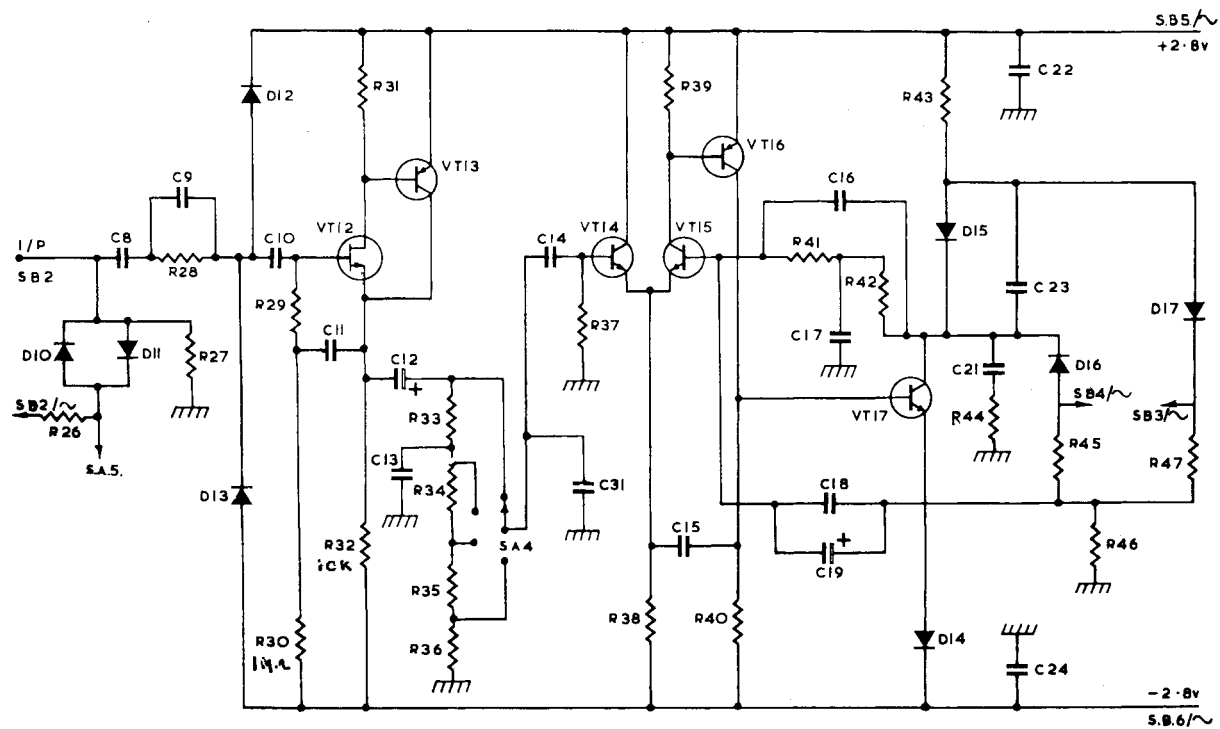 S.B5./~
+2·8v
C22
R31
R39
R43
D12
VT13
VT16
C9
C16
I/P
C8
C10
VT12
C14
VT14
VT15
D15
SB2
R28
R41
R42
C23
R29
R37
C17
D17
C11
D10
D11
R27
C12
C21
D16
SB2/~
R26
R33
VT17
R44
SB4/~
SB3/~
S.A.5.
C13
R45
R47
D13
R34
C31
C18
R32
10K
SA4
C15
C19
R46
R35
R30
1M
R36
R38
R40
D14
C24
-2·8v
S.B.6/~